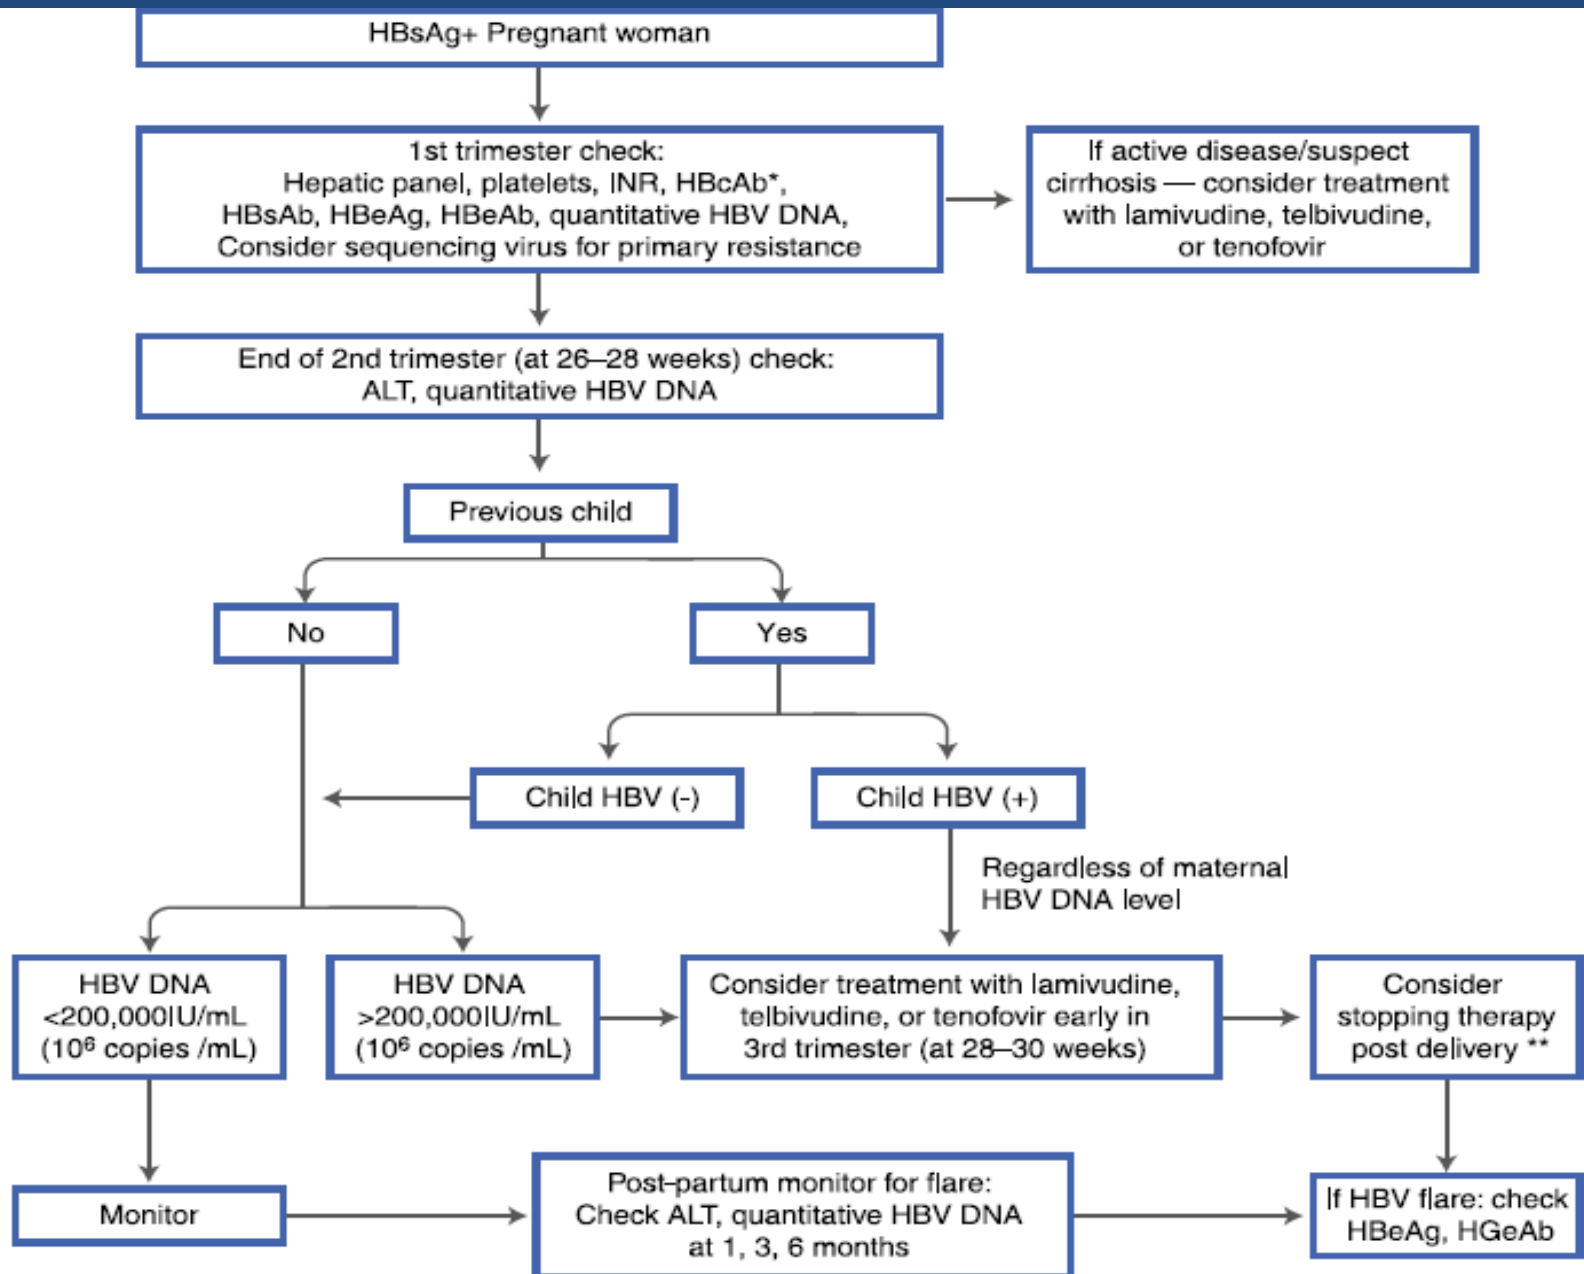 HBsAg+ Pregnant woman
1st trimester check:
Hepatic panel, platelets, INR, HBcAb*,
HBsAb, HBeAg, HBeAb, quantitative HBV DNA,
Consider sequencing virus for primary resistance
If active disease/suspect
cirrhosis — consider treatment
with lamivudine, telbivudine,
or tenofovir
End of 2nd trimester (at 26–28 weeks) check:
ALT, quantitative HBV DNA
Previous child
No
Yes
Child HBV (-)
Child HBV (+)
Regardless of maternal
HBV DNA level
HBV DNA
<200,000IU/mL
(10⁶ copies /mL)
HBV DNA
>200,000IU/mL
(10⁶ copies /mL)
Consider treatment with lamivudine,
telbivudine, or tenofovir early in
3rd trimester (at 28–30 weeks)
Consider
stopping therapy
post delivery **
Monitor
Post-partum monitor for flare:
Check ALT, quantitative HBV DNA
at 1, 3, 6 months
If HBV flare: check
HBeAg, HGeAb